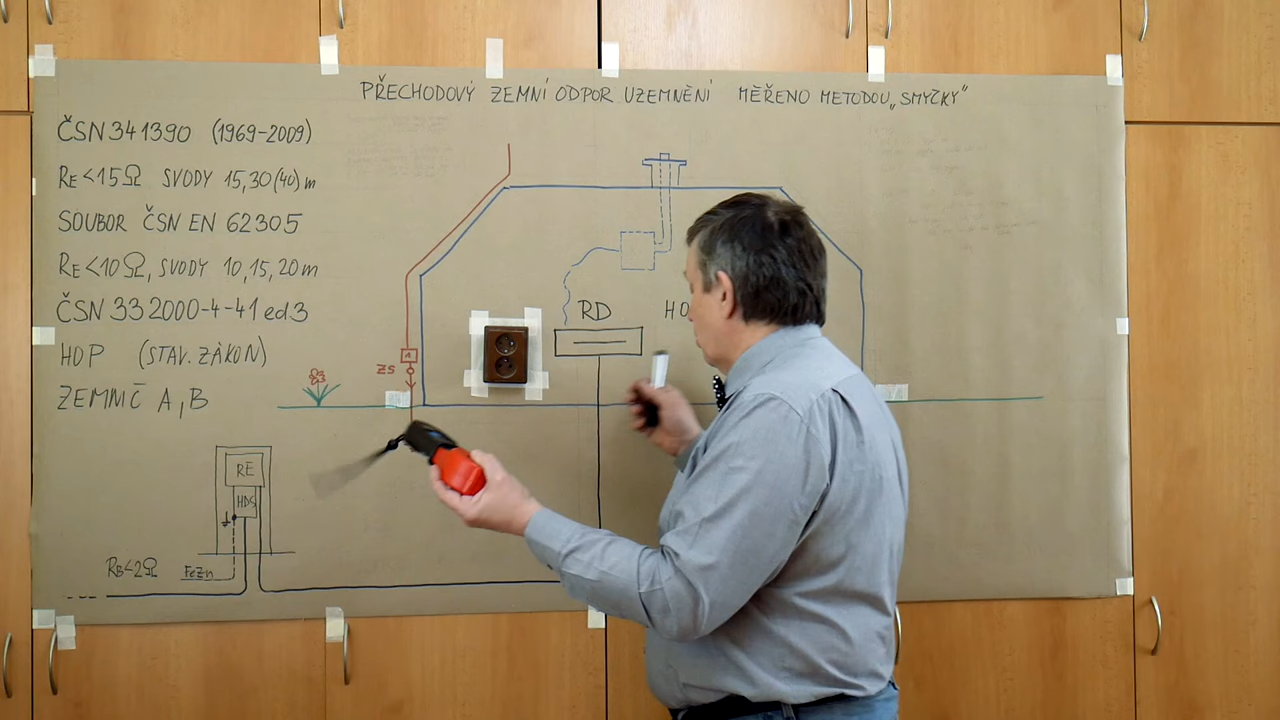 PŘECHODOVÝ ZEMNÍ ODPOR UZEMNĚNÍ MĚŘENO METODOU „SMYČKY"
ČSN 341390 (1969-2009)
RE<15Ω SVODY 15,30(40)m
SOUBOR ČSN EN 62305
RE<10Ω, SVODY 10,15,20m
ČSN 33 2000-4-41 ed3
HOP (STAV. ZÁKON)
ZEMNIČ A,B
RD
ZS
RE
HDS
RB<2Ω FeZn